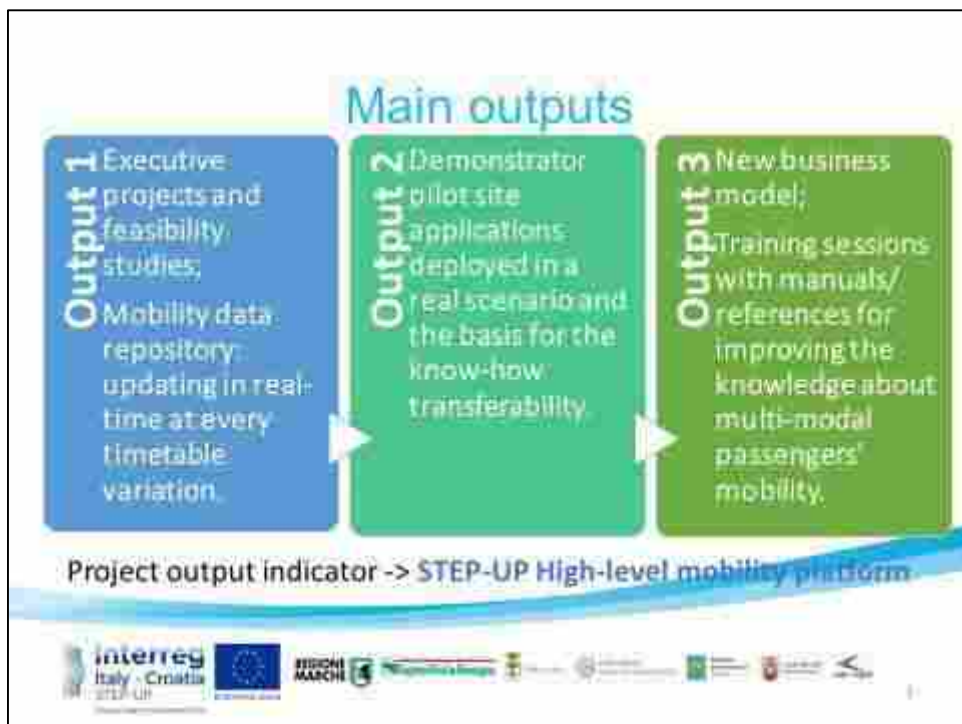 Main outputs
Output 1
Executive
projects and
feasibility
studies;
Mobility data
repository:
updating in real-
time at every
timetable
variation.
Output 2
Demonstrator
pilot site
applications
deployed in a
real scenario and
the basis for the
know-how
transferability.
Output 3
New business
model;
Training sessions
with manuals/
references for
improving the
knowledge about
multi-modal
passengers'
mobility.
Project output indicator -> STEP-UP High-level mobility platform
Interreg
Italy - Croatia
STEP-UP
REGIONE
MARCHE